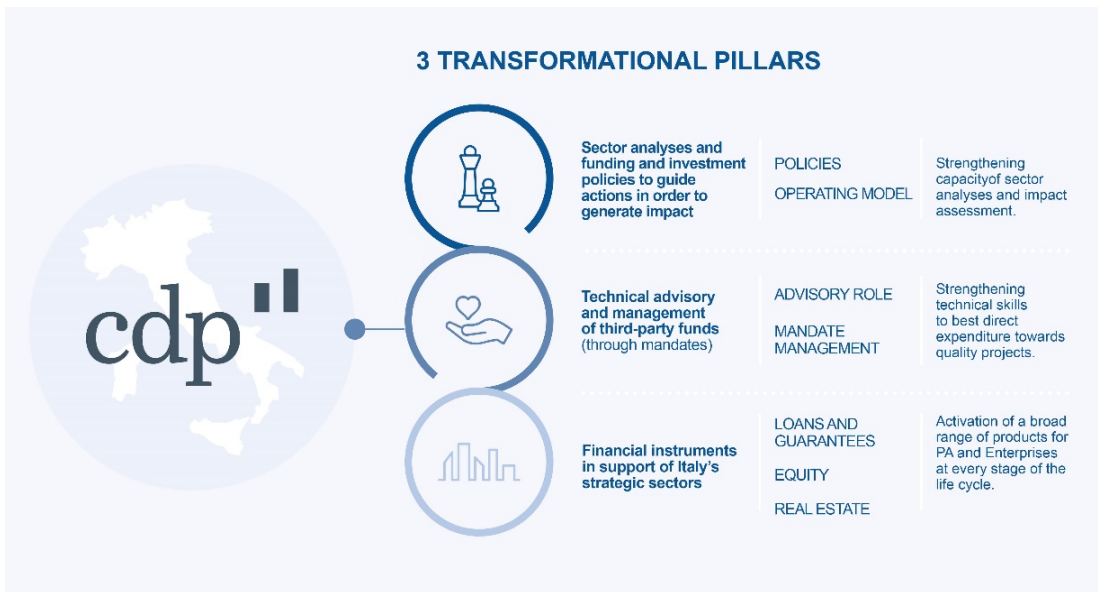 3 TRANSFORMATIONAL PILLARS
cdp
Sector analyses and
funding and investment
policies to guide
actions in order to
generate impact
POLICIES
OPERATING MODEL
Strengthening
capacityof sector
analyses and impact
assessment.
Technical advisory
and management
of third-party funds
(through mandates)
ADVISORY ROLE
MANDATE
MANAGEMENT
Strengthening
technical skills
to best direct
expenditure towards
quality projects.
Financial instruments
in support of Italy's
strategic sectors
LOANS AND
GUARANTEES
EQUITY
REAL ESTATE
Activation of a broad
range of products for
PA and Enterprises
at every stage of the
life cycle.